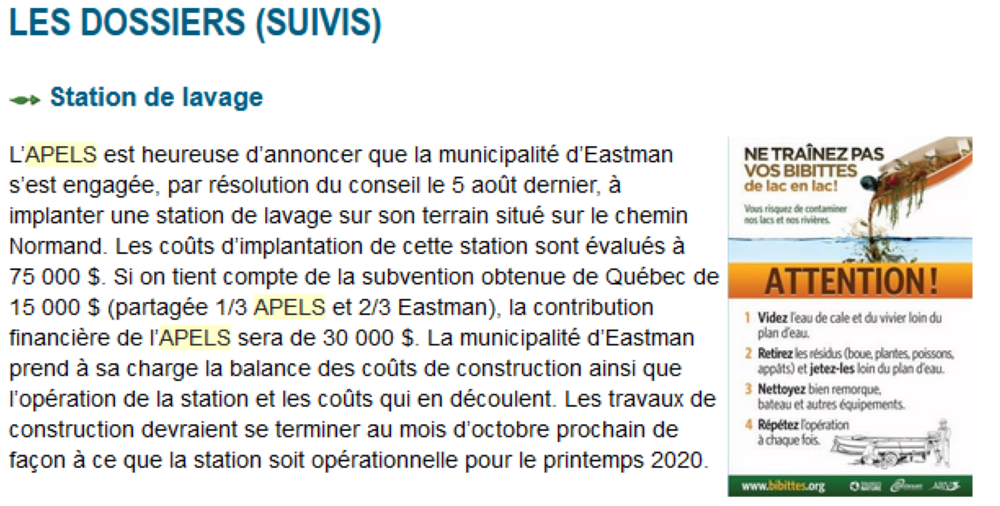 LES DOSSIERS (SUIVIS)
Station de lavage
L’APELS est heureuse d’annoncer que la municipalité d’Eastman
s’est engagée, par résolution du conseil le 5 août dernier, à
implanter une station de lavage sur son terrain situé sur le chemin
Normand. Les coûts d’implantation de cette station sont évalués à
75 000 $. Si on tient compte de la subvention obtenue de Québec de
15 000 $ (partagée 1/3 APELS et 2/3 Eastman), la contribution
financière de l’APELS sera de 30 000 $. La municipalité d’Eastman
prend à sa charge la balance des coûts de construction ainsi que
l’opération de la station et les coûts qui en découlent. Les travaux de
construction devraient se terminer au mois d’octobre prochain de
façon à ce que la station soit opérationnelle pour le printemps 2020.
NE TRAÎNEZ PAS
VOS BIBITTES
de lac en lac!
Vous risquez de contaminer
nos lacs et nos rivières.
ATTENTION!
1 Videz l’eau de cale et du vivier loin du
plan d’eau.
2 Retirez les résidus (boue, plantes, poissons,
appâts) et jetez-les loin du plan d’eau.
3 Nettoyez bien remorque,
bateau et autres équipements.
4 Répétez l’opération
à chaque fois.
www.bibittes.org